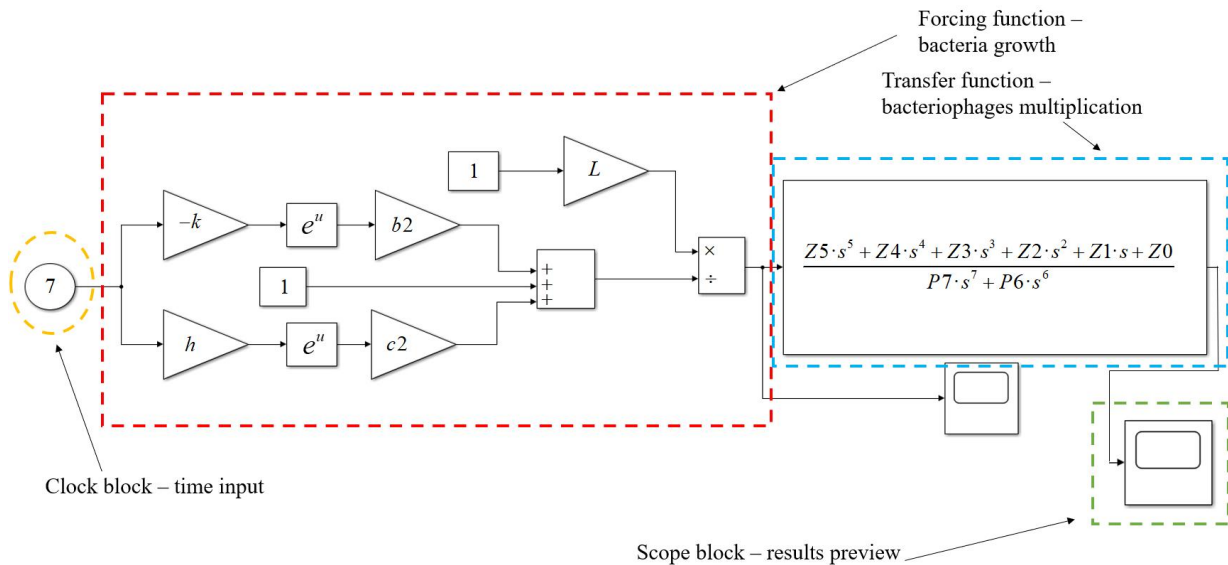 Forcing function –
bacteria growth
Transfer function –
bacteriophages multiplication
1
L
−k
e^u
b2
×
÷
Z5·s^5 + Z4·s^4 + Z3·s^3 + Z2·s^2 + Z1·s + Z0
P7·s^7 + P6·s^6
7
1
+
+
+
h
e^u
c2
Clock block – time input
Scope block – results preview